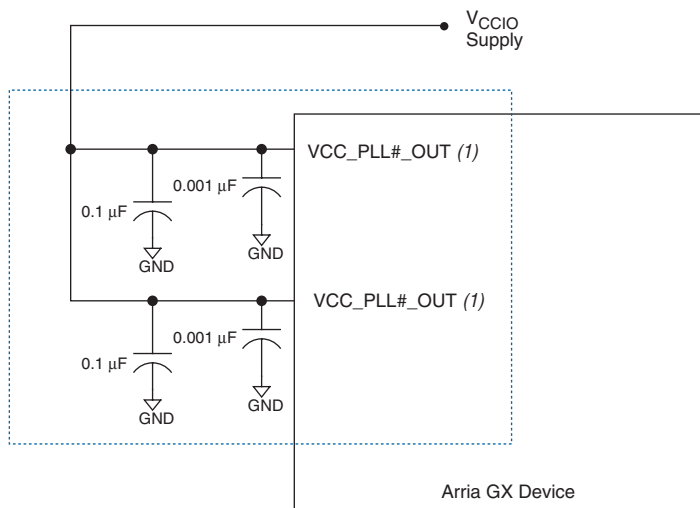 VCCIO
Supply
VCC_PLL#_OUT (1)
0.001 μF
0.1 μF
GND
GND
VCC_PLL#_OUT (1)
0.001 μF
0.1 μF
GND
GND
Arria GX Device